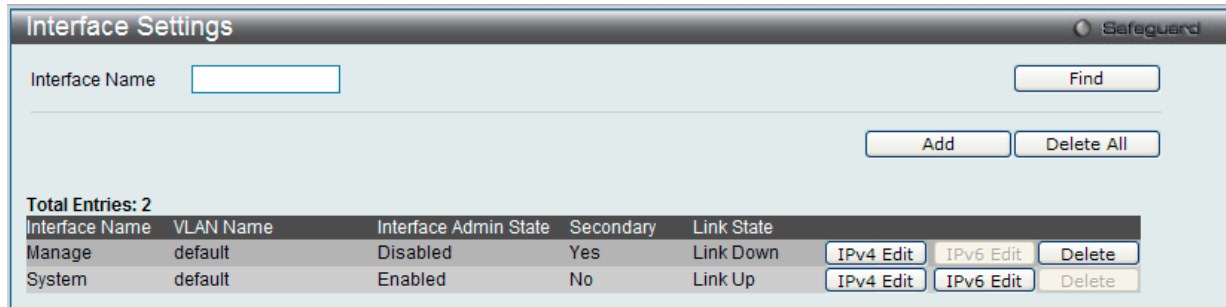 Interface Settings
Safeguard
Interface Name
Find
Add Delete All
Total Entries: 2
Interface Name VLAN Name Interface Admin State Secondary Link State
Manage default Disabled Yes Link Down IPv4 Edit IPv6 Edit Delete
System default Enabled No Link Up IPv4 Edit IPv6 Edit Delete